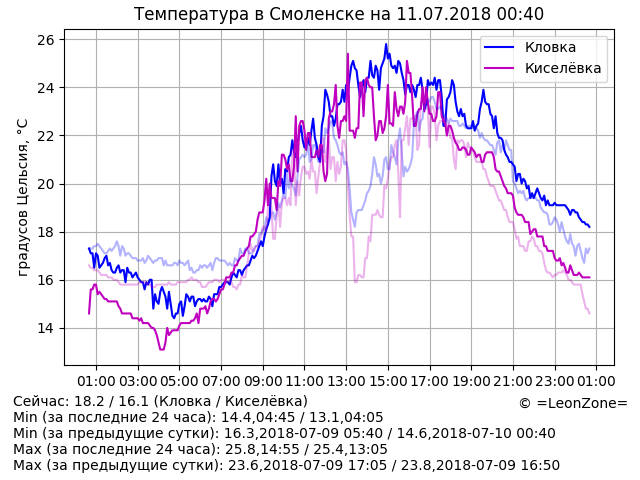 Температура в Смоленске на 11.07.2018 00:40
Кловка
Киселёвка
градусов Цельсия, °C
26
24
22
20
18
16
14
01:00 03:00 05:00 07:00 09:00 11:00 13:00 15:00 17:00 19:00 21:00 23:00 01:00
Сейчас: 18.2 / 16.1 (Кловка / Киселёвка)
© =LeonZone=
Min (за последние 24 часа): 14.4,04:45 / 13.1,04:05
Min (за предыдущие сутки): 16.3,2018-07-09 05:40 / 14.6,2018-07-10 00:40
Max (за последние 24 часа): 25.8,14:55 / 25.4,13:05
Max (за предыдущие сутки): 23.6,2018-07-09 17:05 / 23.8,2018-07-09 16:50